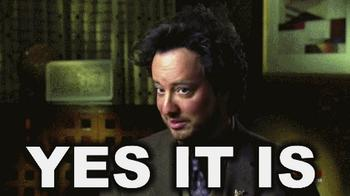 YES IT IS